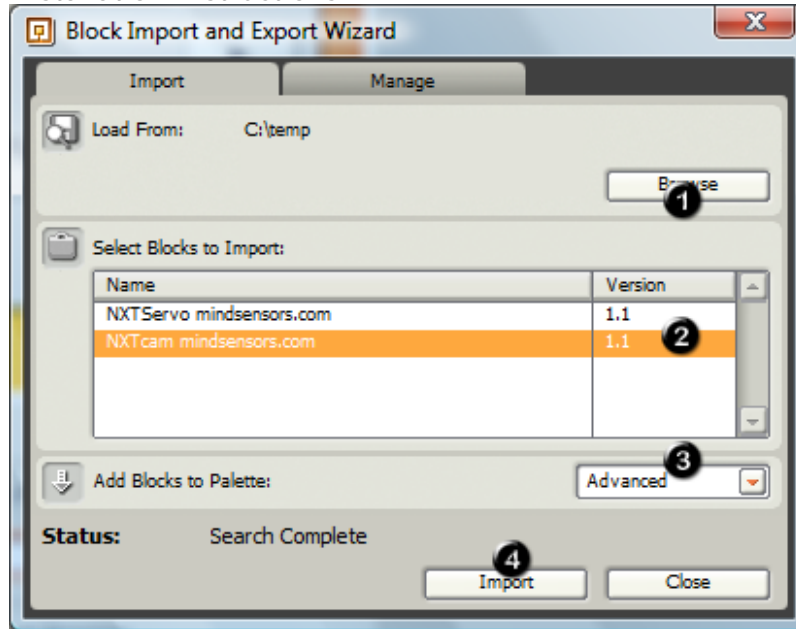 Block Import and Export Wizard
Import Manage
Load From: C:\temp
Browse
1
Select Blocks to Import:
Name Version
NXTServo mindsensors.com 1.1
NXTcam mindsensors.com 1.1
2
3
Add Blocks to Palette: Advanced
Status: Search Complete
4
Import Close